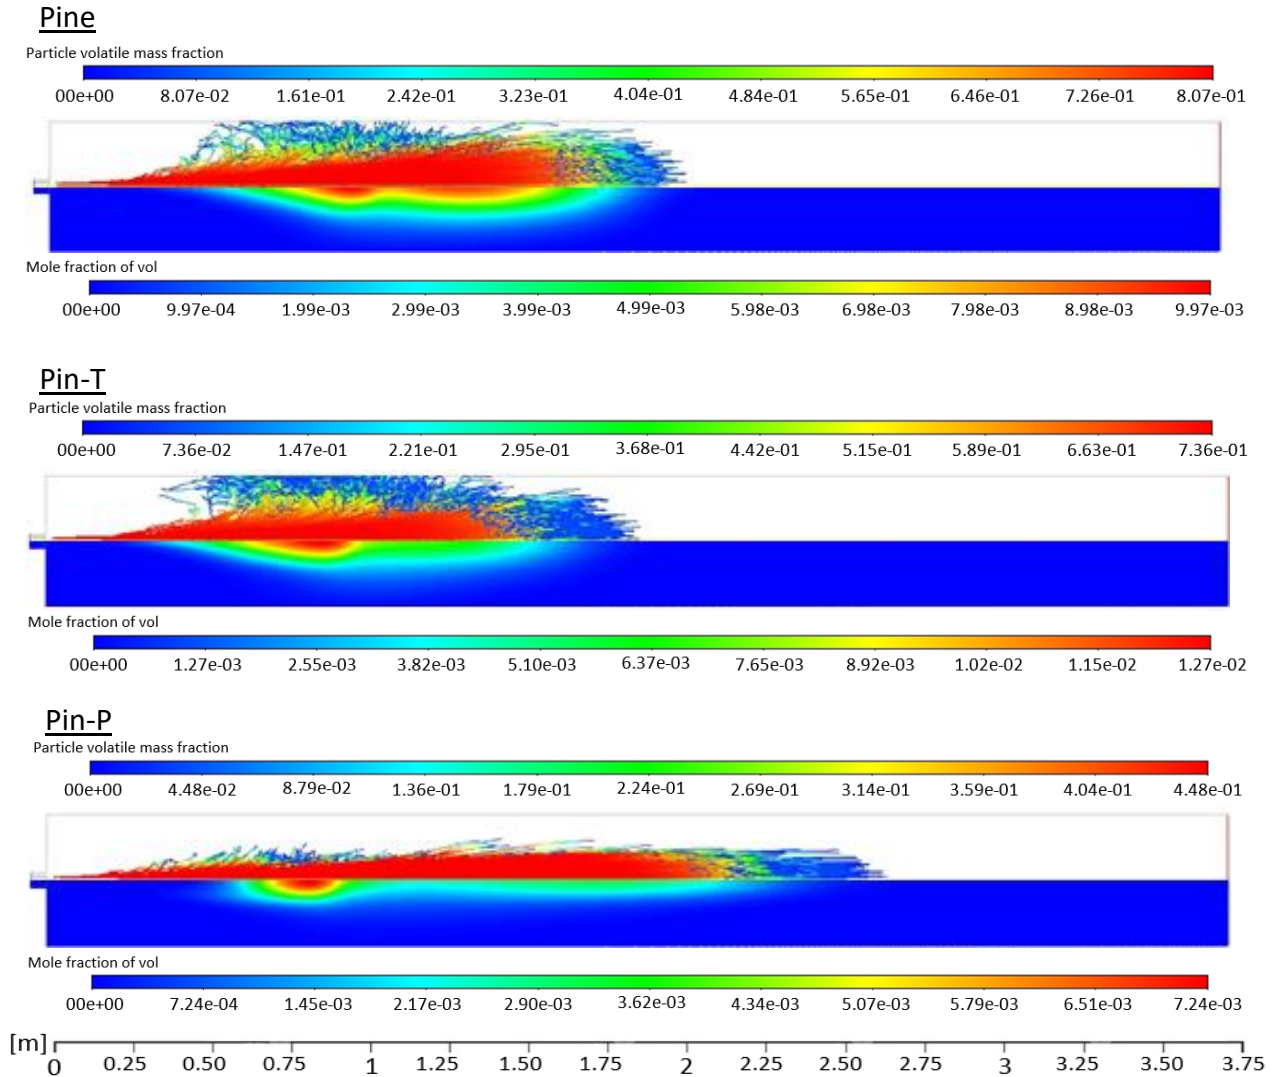 Pine
Particle volatile mass fraction
00e+00 8.07e-02 1.61e-01 2.42e-01 3.23e-01 4.04e-01 4.84e-01 5.65e-01 6.46e-01 7.26e-01 8.07e-01
Mole fraction of vol
00e+00 9.97e-04 1.99e-03 2.99e-03 3.99e-03 4.99e-03 5.98e-03 6.98e-03 7.98e-03 8.98e-03 9.97e-03
Pin-T
Particle volatile mass fraction
00e+00 7.36e-02 1.47e-01 2.21e-01 2.95e-01 3.68e-01 4.42e-01 5.15e-01 5.89e-01 6.63e-01 7.36e-01
Mole fraction of vol
00e+00 1.27e-03 2.55e-03 3.82e-03 5.10e-03 6.37e-03 7.65e-03 8.92e-03 1.02e-02 1.15e-02 1.27e-02
Pin-P
Particle volatile mass fraction
00e+00 4.48e-02 8.79e-02 1.36e-01 1.79e-01 2.24e-01 2.69e-01 3.14e-01 3.59e-01 4.04e-01 4.48e-01
Mole fraction of vol
00e+00 7.24e-04 1.45e-03 2.17e-03 2.90e-03 3.62e-03 4.34e-03 5.07e-03 5.79e-03 6.51e-03 7.24e-03
[m] 0 0.25 0.50 0.75 1 1.25 1.50 1.75 2 2.25 2.50 2.75 3 3.25 3.50 3.75